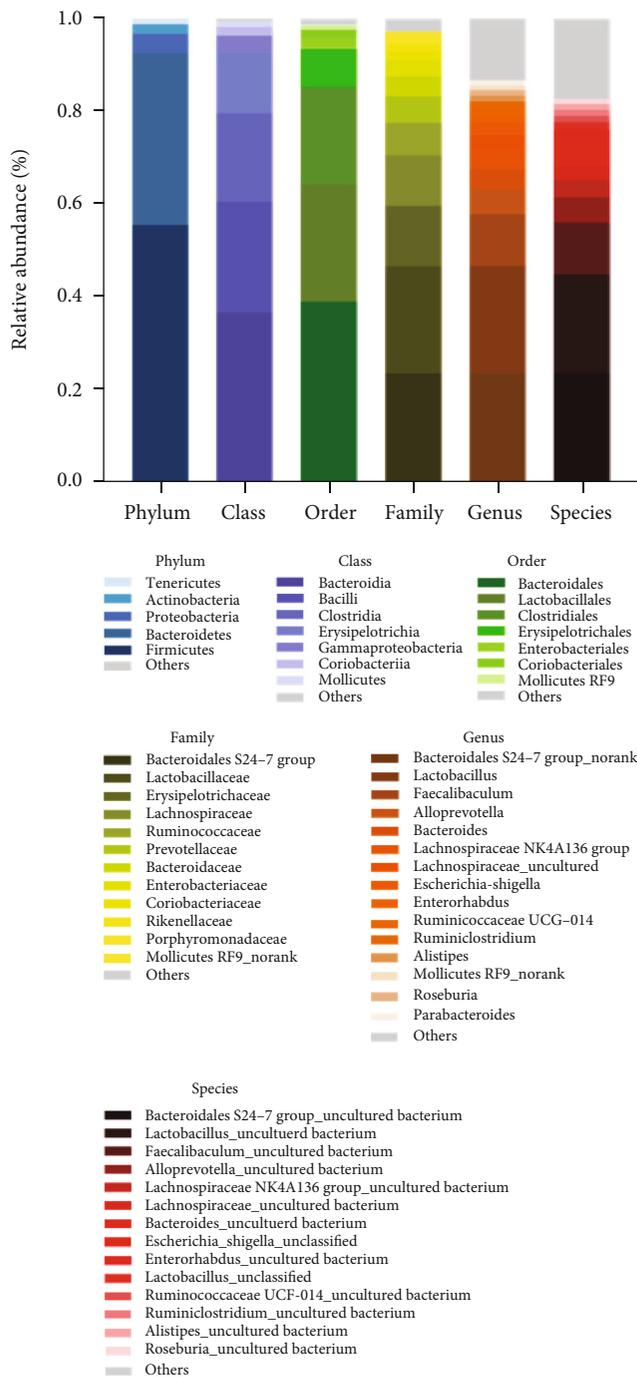 Relative abundance (%)
1.0
0.8
0.6
0.4
0.2
0.0
Phylum Class Order Family Genus Species
Phylum
Tenericutes
Actinobacteria
Proteobacteria
Bacteroidetes
Firmicutes
Others
Class
Bacteroidia
Bacilli
Clostridia
Erysipelotrichia
Gammaproteobacteria
Coriobacteriia
Mollicutes
Others
Order
Bacteroidales
Lactobacillales
Clostridiales
Erysipelotrichales
Enterobacteriales
Coriobacteriales
Mollicutes RF9
Others
Family
Bacteroidales S24–7 group
Lactobacillaceae
Erysipelotrichaceae
Lachnospiraceae
Ruminococcaceae
Prevotellaceae
Bacteroidaceae
Enterobacteriaceae
Coriobacteriaceae
Rikenellaceae
Porphyromonadaceae
Mollicutes RF9_norank
Others
Genus
Bacteroidales S24–7 group_norank
Lactobacillus
Faecalibaculum
Alloprevotella
Bacteroides
Lachnospiraceae NK4A136 group
Lachnospiraceae_uncultured
Escherichia-shigella
Enterorhabdus
Ruminicoccaceae UCG–014
Ruminiclostridium
Alistipes
Mollicutes RF9_norank
Roseburia
Parabacteroides
Others
Species
Bacteroidales S24–7 group_uncultured bacterium
Lactobacillus_uncultuerd bacterium
Faecalibaculum_uncultured bacterium
Alloprevotella_uncultured bacterium
Lachnospiraceae NK4A136 group_uncultured bacterium
Lachnospiraceae_uncultured bacterium
Bacteroides_uncultuerd bacterium
Escherichia_shigella_unclassified
Enterorhabdus_uncultured bacterium
Lactobacillus_unclassified
Ruminococcaceae UCF-014_uncultured bacterium
Ruminiclostridium_uncultured bacterium
Alistipes_uncultured bacterium
Roseburia_uncultured bacterium
Others